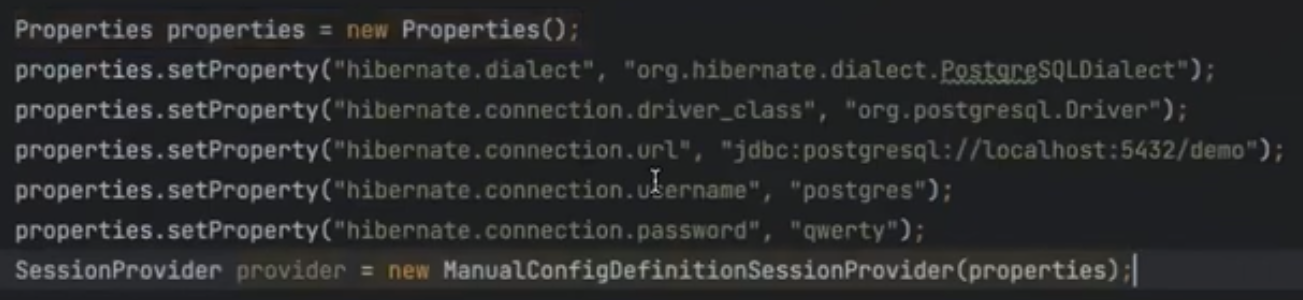 Properties properties = new Properties();
properties.setProperty("hibernate.dialect", "org.hibernate.dialect.PostgreSQLDialect");
properties.setProperty("hibernate.connection.driver_class", "org.postgresql.Driver");
properties.setProperty("hibernate.connection.url", "jdbc:postgresql://localhost:5432/demo");
properties.setProperty("hibernate.connection.username", "postgres");
properties.setProperty("hibernate.connection.password", "qwerty");
SessionProvider provider = new ManualConfigDefinitionSessionProvider(properties);